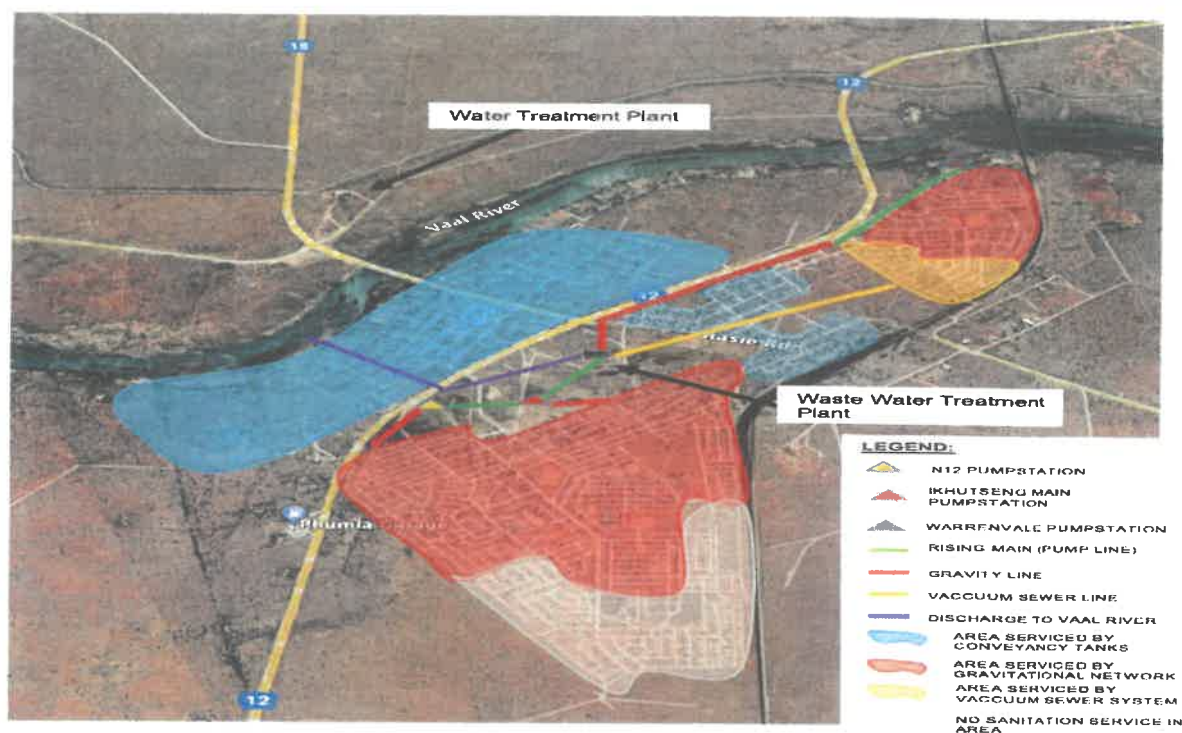 18
12
Water Treatment Plant
Vaal River
12
Waste Water Treatment
Plant
Phumla
12
LEGEND:
N12 PUMPSTATION
IKHUTSENG MAIN
PUMPSTATION
WARRENVALE PUMPSTATION
RISING MAIN (PUMP LINE)
GRAVITY LINE
VACCUUM SEWER LINE
DISCHARGE TO VAAL RIVER
AREA SERVICED BY
CONVEYANCY TANKS
AREA SERVICED BY
GRAVITATIONAL NETWORK
AREA SERVICED BY
VACCUUM SEWER SYSTEM
NO SANITATION SERVICE IN
AREA